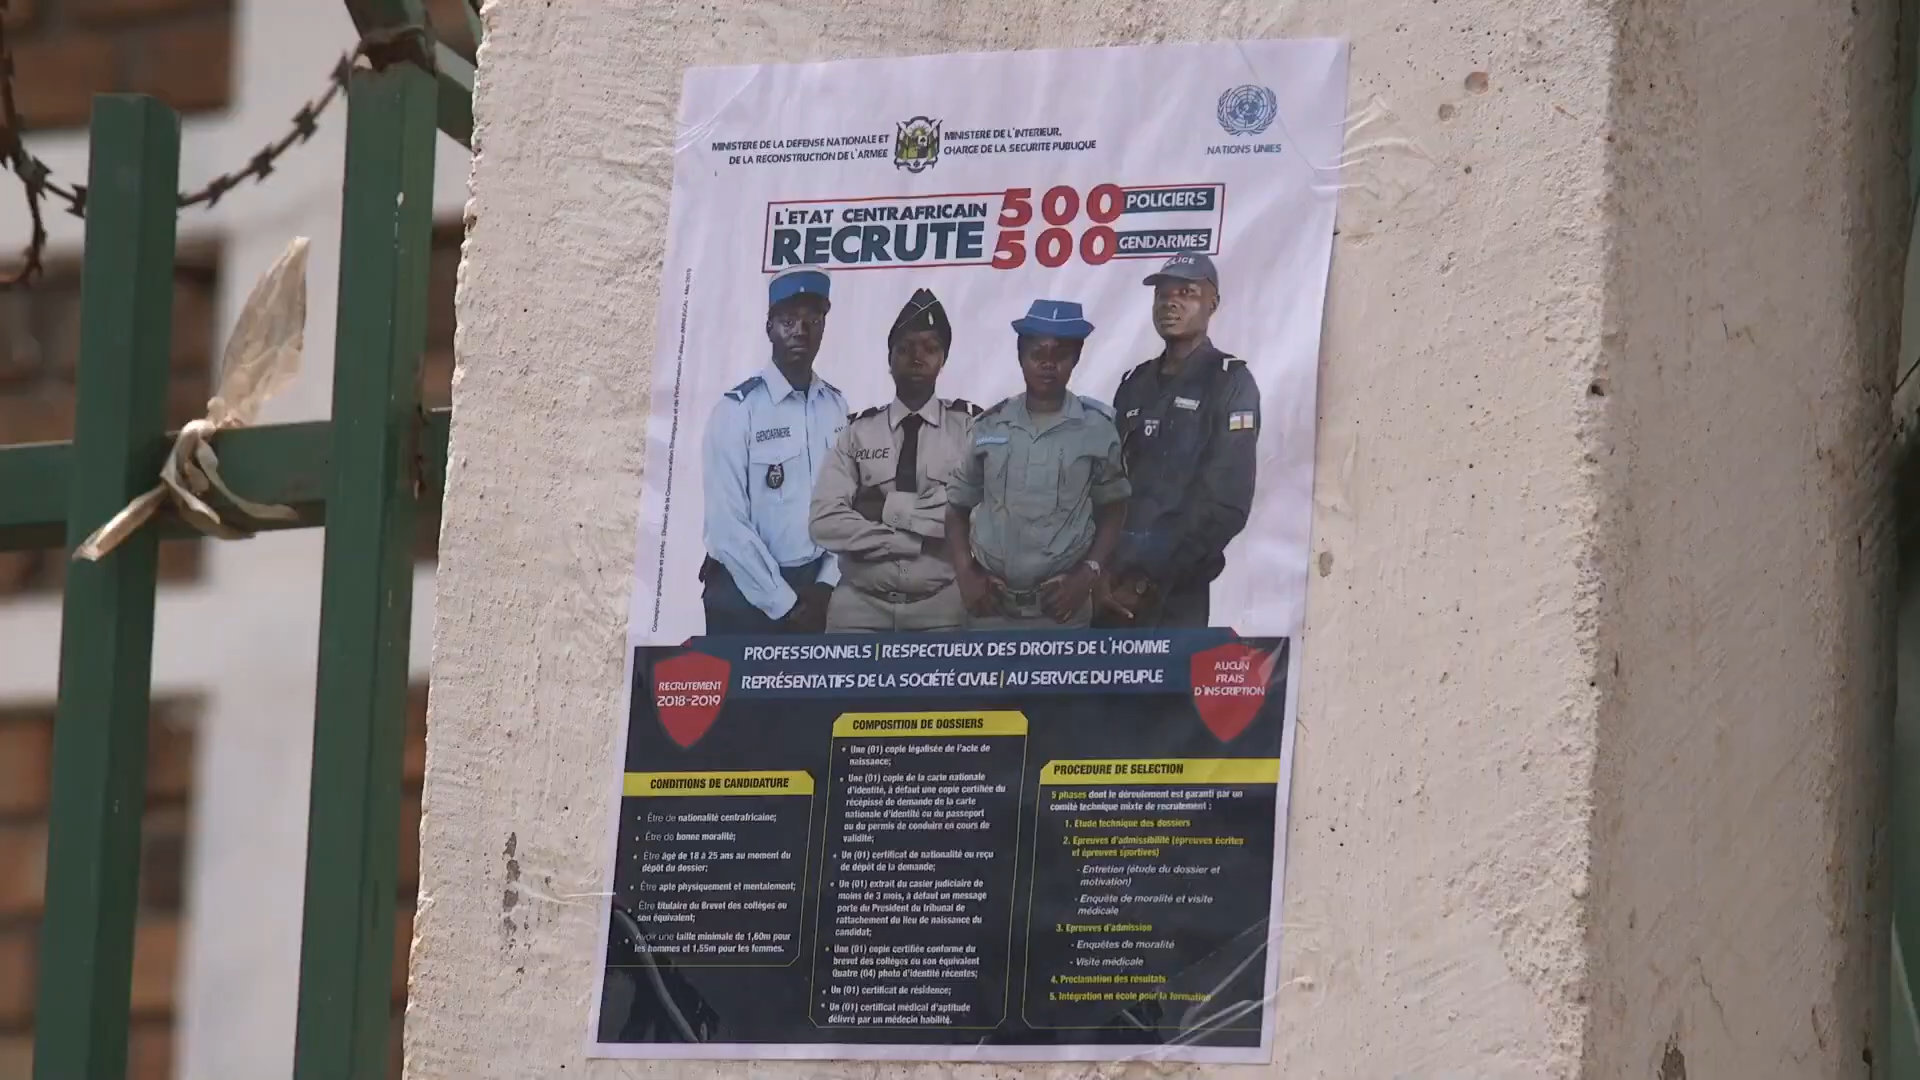 MINISTERE DE LA DEFENSE NATIONALE ET
DE LA RECONSTRUCTION DE L'ARMEE
MINISTERE DE L'INTERIEUR,
CHARGE DE LA SECURITE PUBLIQUE
NATIONS UNIES
L'ETAT CENTRAFRICAIN
RECRUTE
500 POLICIERS
500 GENDARMES
GENDARMERIE
POLICE
PROFESSIONNELS | RESPECTUEUX DES DROITS DE L'HOMME
REPRÉSENTATIFS DE LA SOCIÉTÉ CIVILE | AU SERVICE DU PEUPLE
RECRUTEMENT
2018-2019
AUCUN
FRAIS
D'INSCRIPTION
CONDITIONS DE CANDIDATURE
• Être de nationalité centrafricaine;
• Être de bonne moralité;
• Être âgé de 18 à 25 ans au moment du
dépôt du dossier;
• Être apte physiquement et mentalement;
• Être titulaire du Brevet des collèges ou
son équivalent;
• Avoir une taille minimale de 1,60m pour
les hommes et 1,55m pour les femmes.
COMPOSITION DE DOSSIERS
• Une (01) copie légalisée de l'acte de
naissance;
• Une (01) copie de la carte nationale
d'identité, à défaut une copie certifiée du
récépissé de demande de la carte
nationale d'identité ou du passeport
ou du permis de conduire en cours de
validité;
• Un (01) certificat de nationalité ou reçu
de dépôt de la demande;
• Un (01) extrait du casier judiciaire de
moins de 3 mois, à défaut un message
porte du President du tribunal de
rattachement du lieu de naissance du
candidat;
• Une (01) copie certifiée conforme du
brevet des collèges ou son équivalent
Quatre (04) photo d'identité récentes;
• Un (01) certificat de résidence;
• Un (01) certificat médical d'aptitude
délivré par un médecin habilité.
PROCEDURE DE SELECTION
5 phases dont le déroulement est garanti par un
comité technique mixte de recrutement :
1. Etude technique des dossiers
2. Epreuves d'admissibilité (épreuves écrites
et épreuves sportives)
- Entretien (étude du dossier et
motivation)
- Enquête de moralité et visite
médicale
3. Epreuves d'admission
- Enquêtes de moralité
- Visite médicale
4. Proclamation des résultats
5. Intégration en école pour la formation